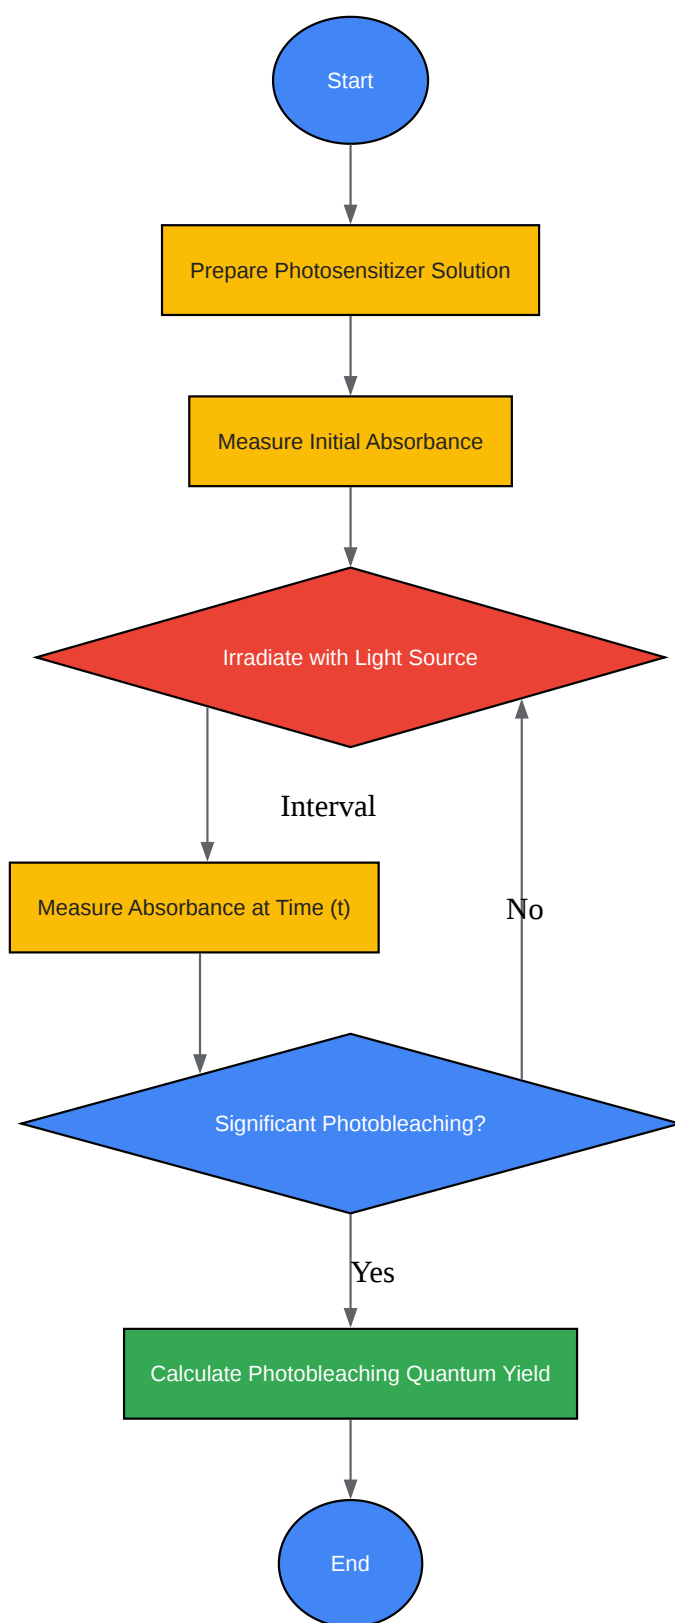 Start
Prepare Photosensitizer Solution
Measure Initial Absorbance
Irradiate with Light Source
Interval
Measure Absorbance at Time (t)
No
Significant Photobleaching?
Yes
Calculate Photobleaching Quantum Yield
End